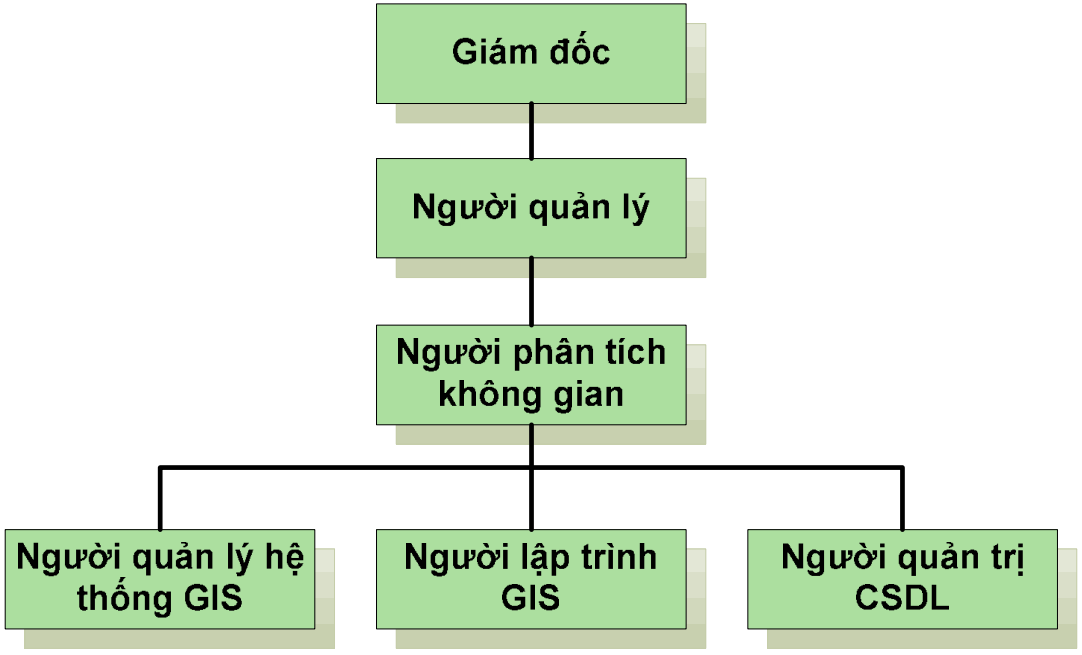 Giám đốc
Người quản lý
Người phân tích
không gian
Người quản lý hệ
thống GIS
Người lập trình
GIS
Người quản trị
CSDL